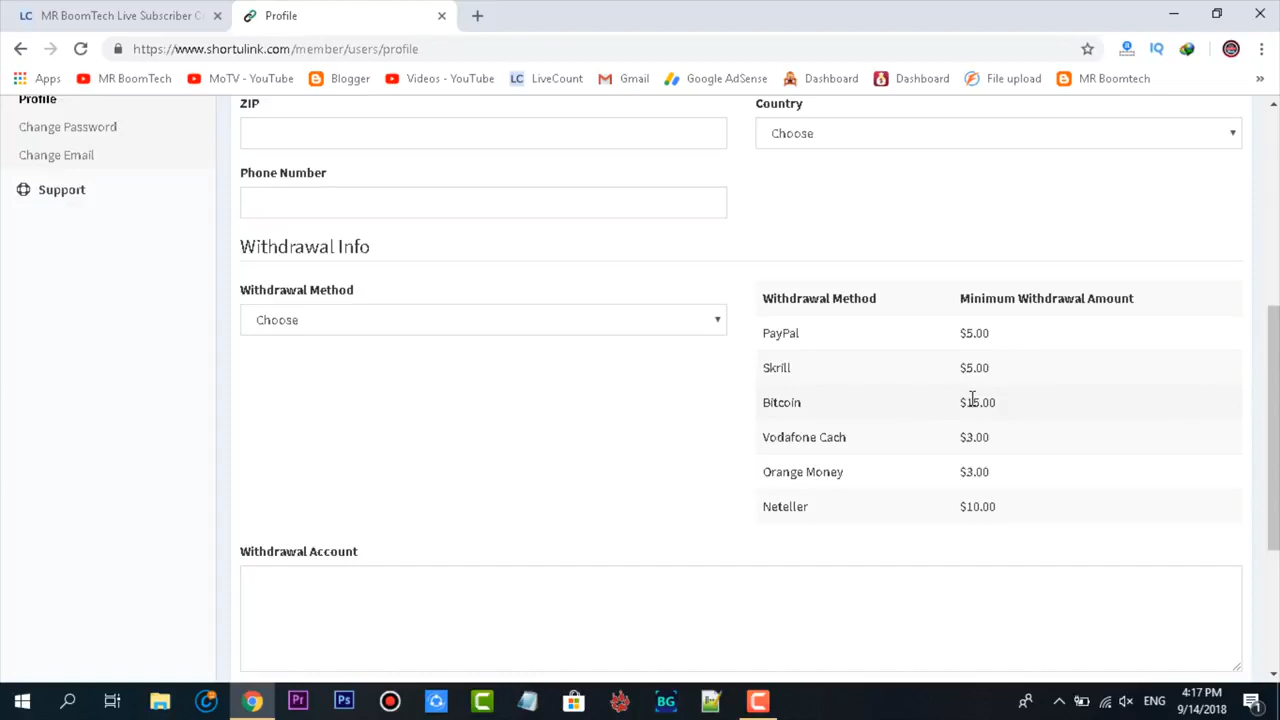 MR BoomTech Live Subscriber C
Profile
https://www.shortulink.com/member/users/profile
Apps
MR BoomTech
MoTV - YouTube
Blogger
Videos - YouTube
LiveCount
Gmail
Google AdSense
Dashboard
Dashboard
File upload
MR Boomtech
Profile
Change Password
Change Email
Support
ZIP
Country
Choose
Phone Number
Withdrawal Info
Withdrawal Method
Choose
Withdrawal Method Minimum Withdrawal Amount
PayPal $5.00
Skrill $5.00
Bitcoin $15.00
Vodafone Cach $3.00
Orange Money $3.00
Neteller $10.00
Withdrawal Account
ENG
4:17 PM
9/14/2018